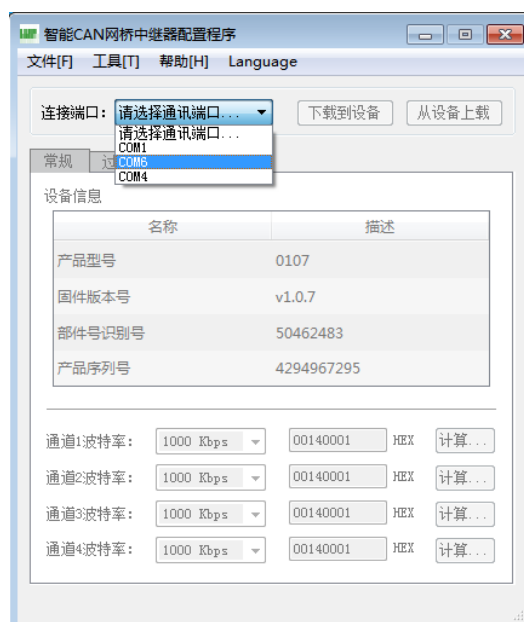 智能CAN网桥中继器配置程序
文件[F] 工具[T] 帮助[H] Language
连接端口： 请选择通讯端口... 下载到设备 从设备上载
请选择通讯端口...
COM1
COM6
COM4
常规
设备信息
名称 描述
产品型号 0107
固件版本号 v1.0.7
部件号识别号 50462483
产品序列号 4294967295
通道1波特率： 1000 Kbps 00140001 HEX 计算...
通道2波特率： 1000 Kbps 00140001 HEX 计算...
通道3波特率： 1000 Kbps 00140001 HEX 计算...
通道4波特率： 1000 Kbps 00140001 HEX 计算...